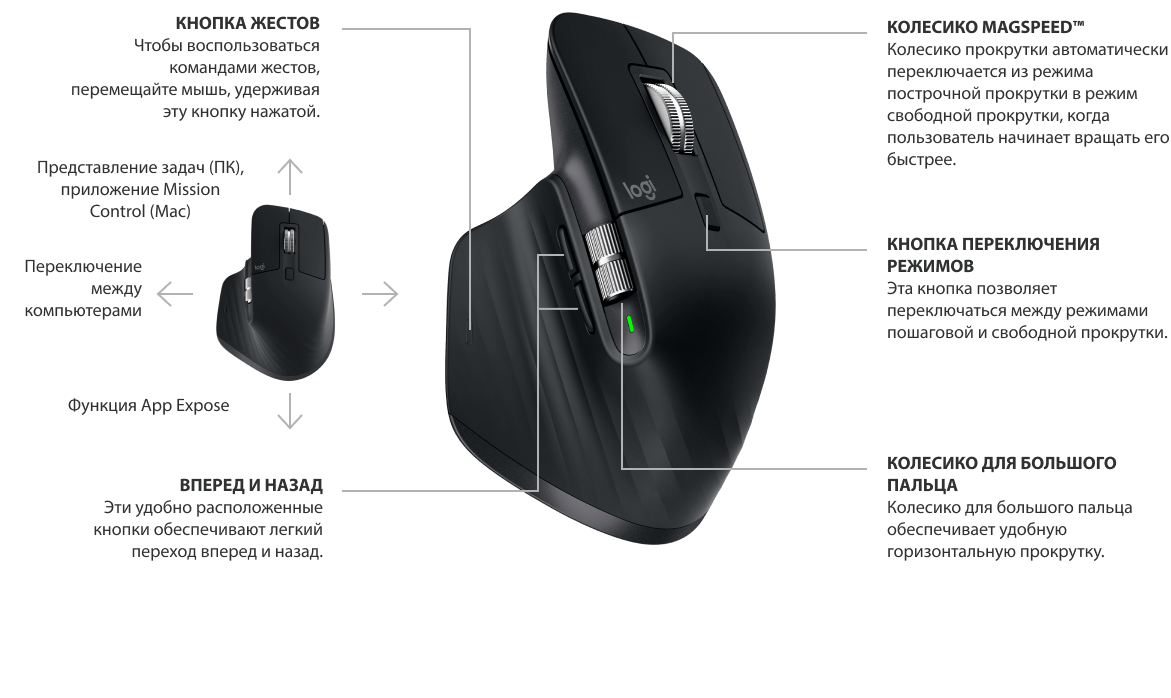 КНОПКА ЖЕСТОВ
Чтобы воспользоваться
командами жестов,
перемещайте мышь, удерживая
эту кнопку нажатой.
Представление задач (ПК),
приложение Mission
Control (Mac)
Переключение
между
компьютерами
Функция App Expose
ВПЕРЕД И НАЗАД
Эти удобно расположенные
кнопки обеспечивают легкий
переход вперед и назад.
logi
logi
КОЛЕСИКО MAGSPEED™
Колесико прокрутки автоматически
переключается из режима
построчной прокрутки в режим
свободной прокрутки, когда
пользователь начинает вращать его
быстрее.
КНОПКА ПЕРЕКЛЮЧЕНИЯ
РЕЖИМОВ
Эта кнопка позволяет
переключаться между режимами
пошаговой и свободной прокрутки.
КОЛЕСИКО ДЛЯ БОЛЬШОГО
ПАЛЬЦА
Колесико для большого пальца
обеспечивает удобную
горизонтальную прокрутку.